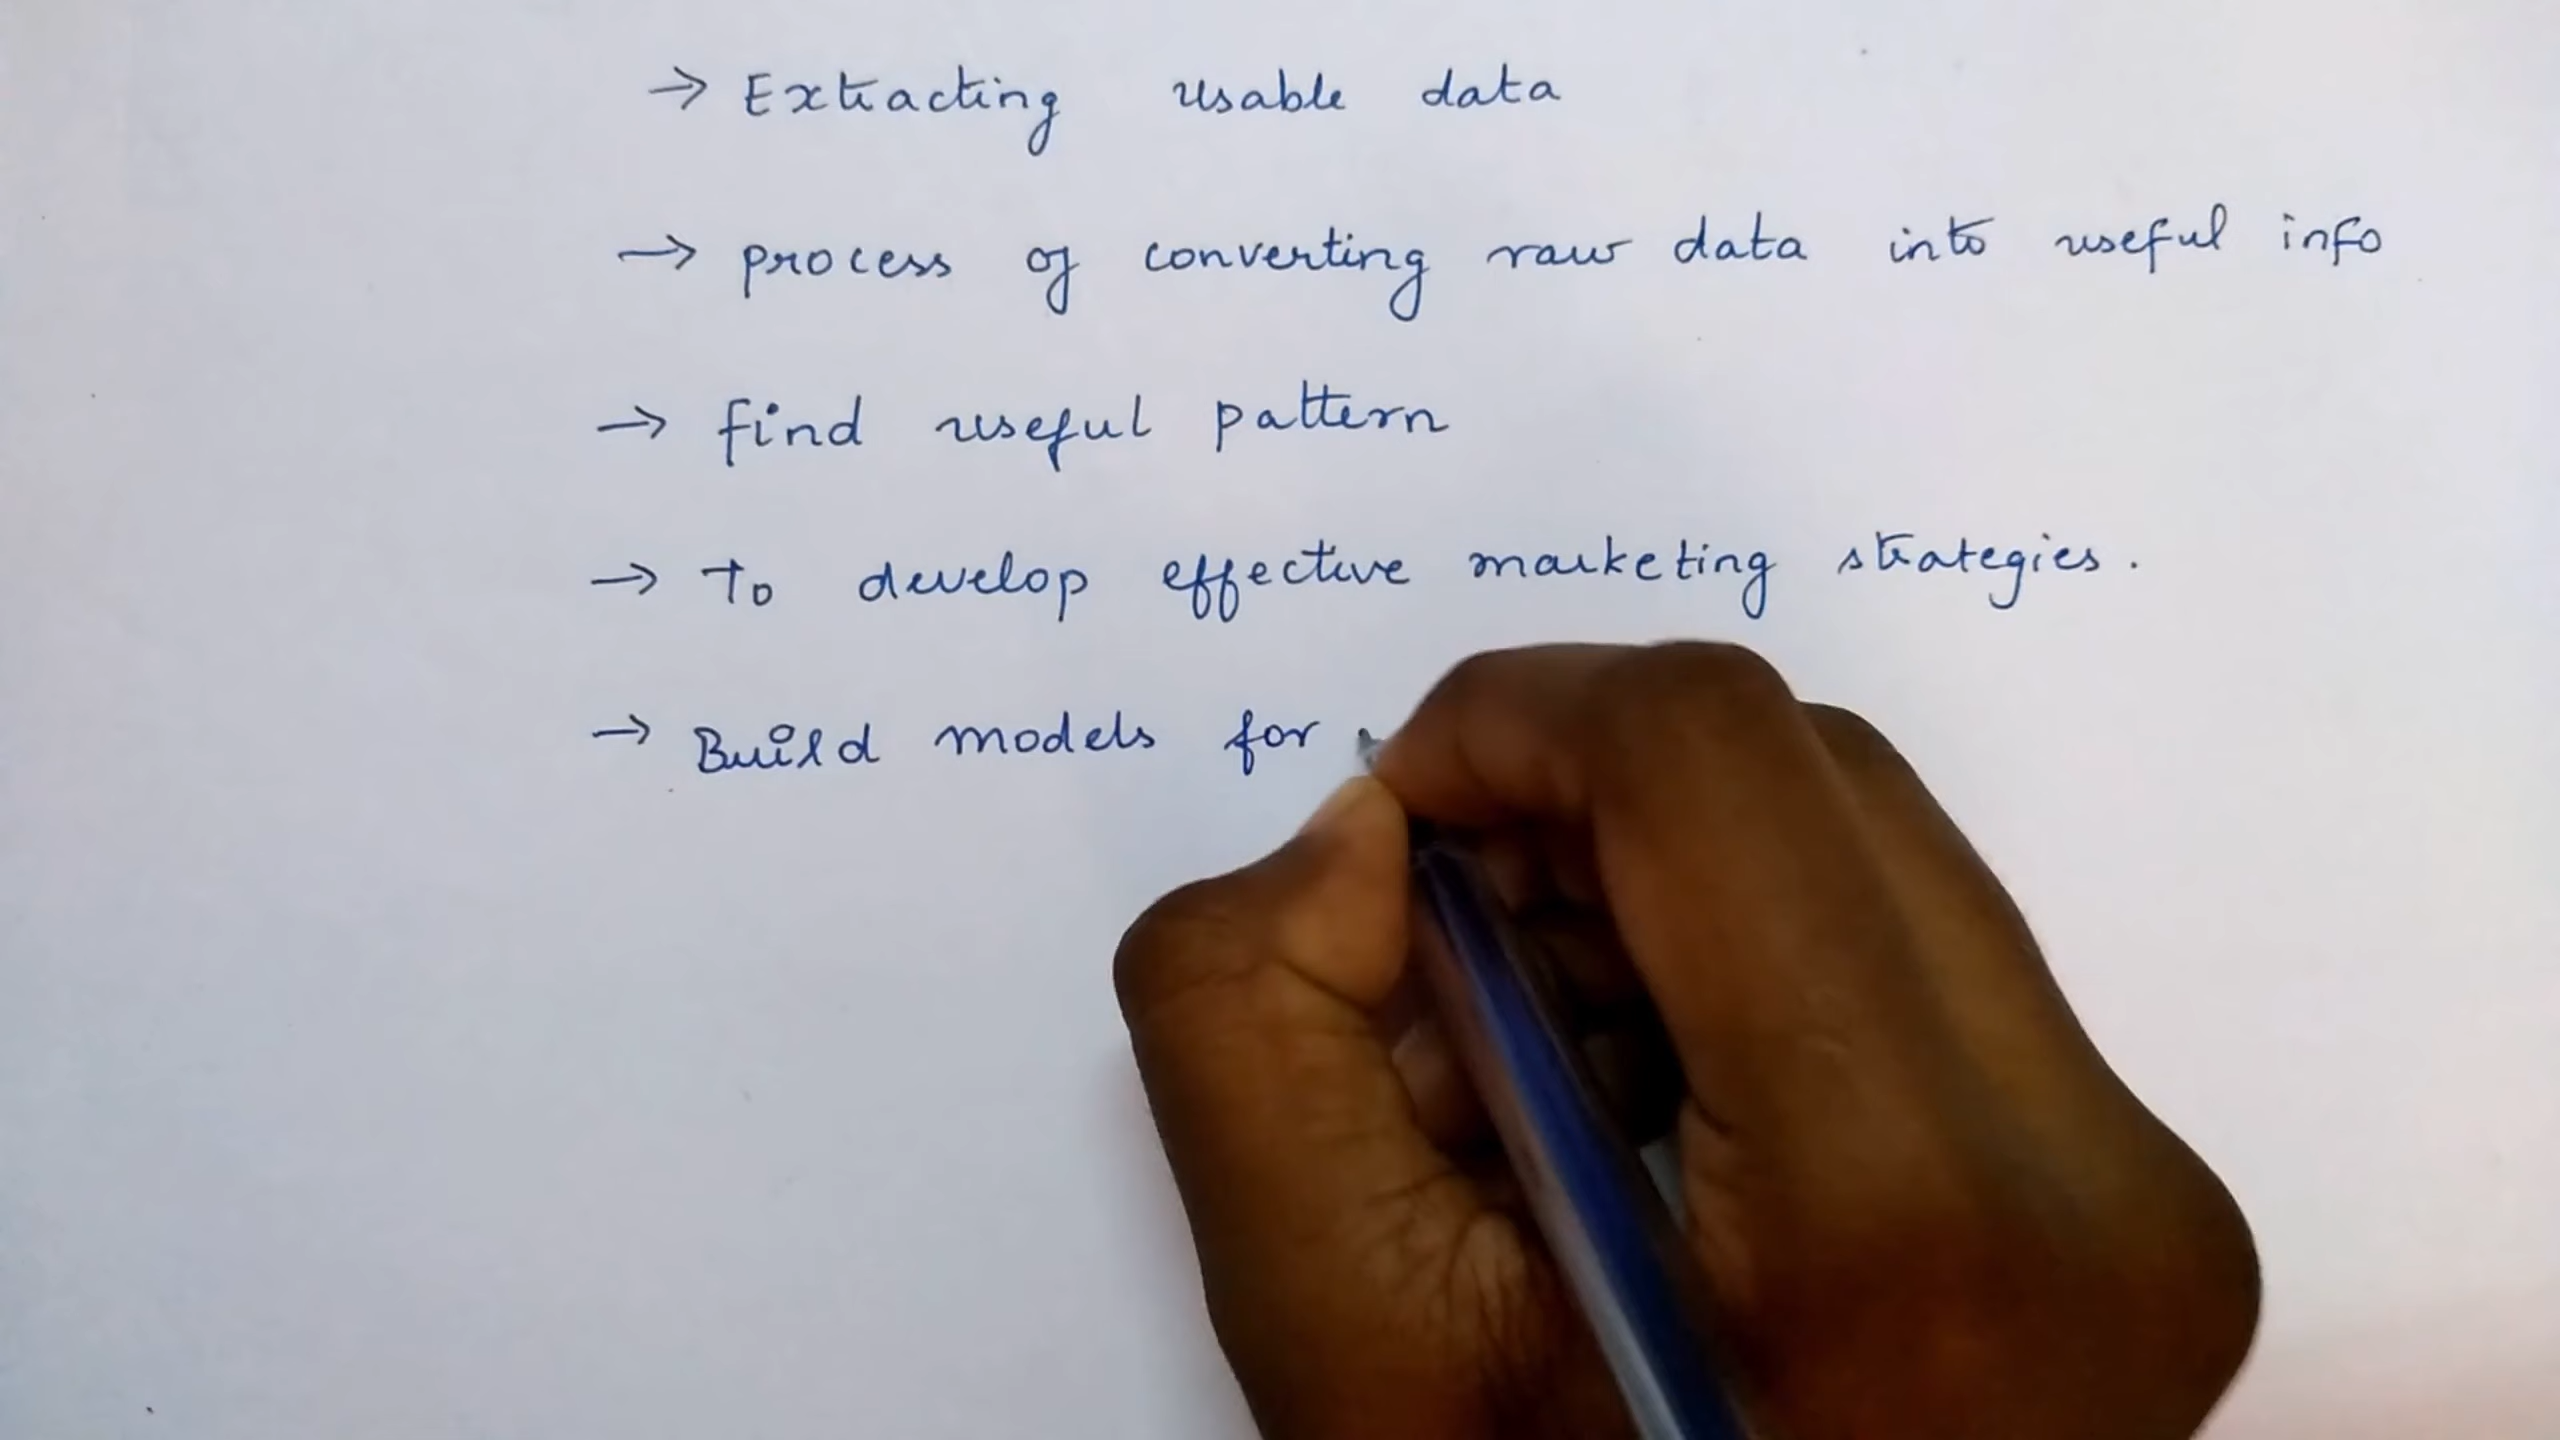 → Extracting usable data
→ process of converting raw data into useful info
→ find useful pattern
→ To develop effective marketing strategies.
→ Build models for